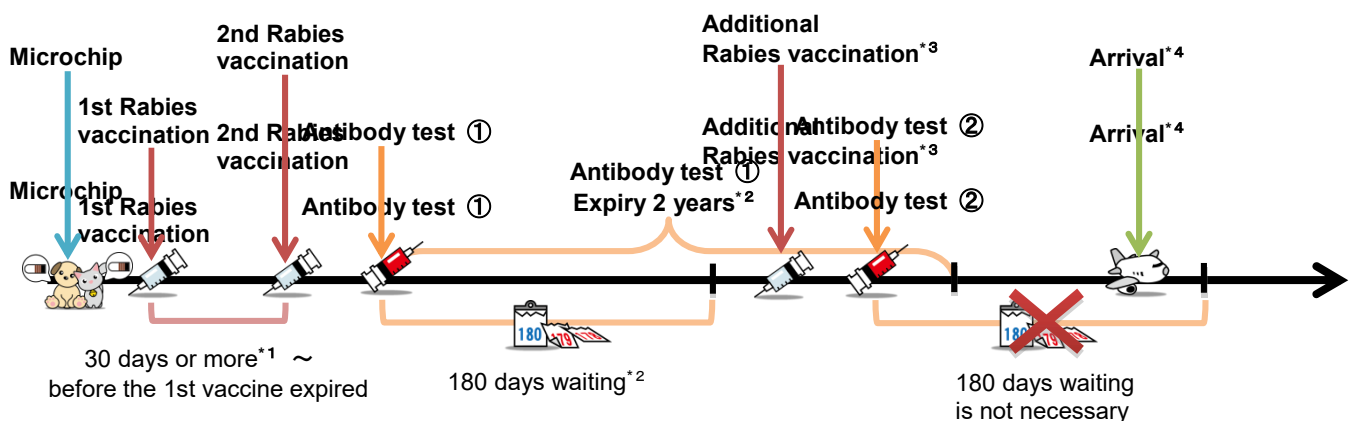 Microchip
1st Rabies
vaccination
2nd Rabies
vaccination
Antibody test ①
Additional
Rabies vaccination*3
Antibody test ②
Arrival*4
Microchip
1st Rabies
vaccination
2nd Rabies
vaccination
Antibody test ①
Antibody test ①
Expiry 2 years*2
Additional
Rabies vaccination*3
Antibody test ②
Arrival*4
180
179
178
180
179
30 days or more*1 ~
before the 1st vaccine expired
180 days waiting*2
180 days waiting
is not necessary